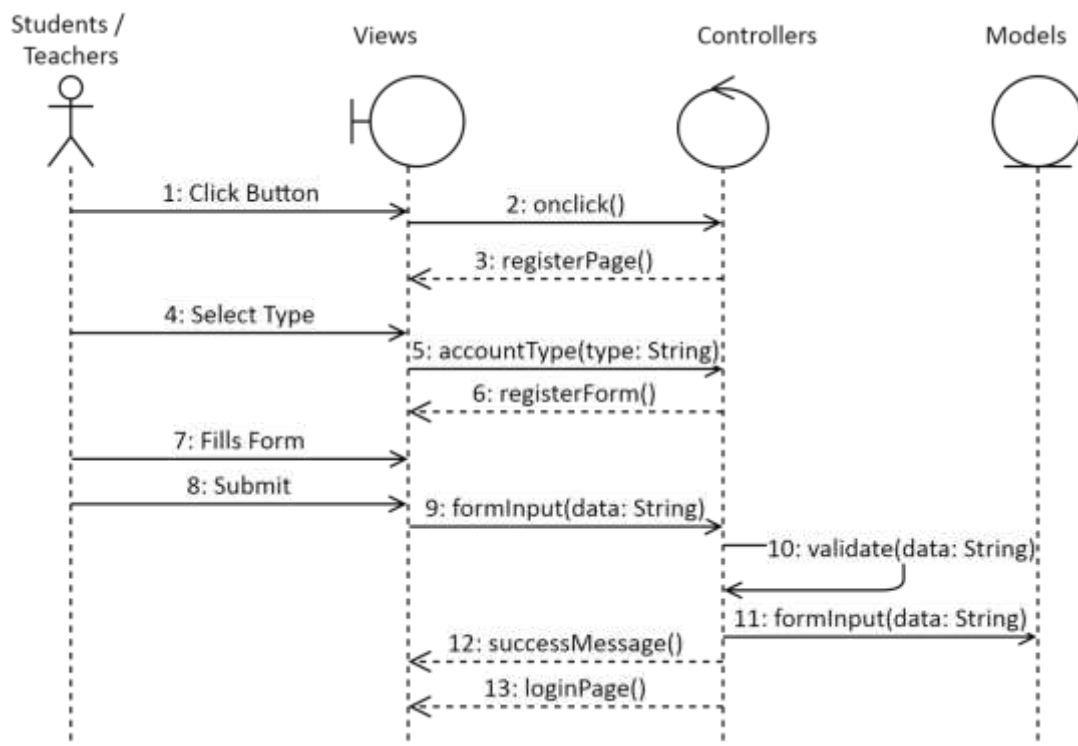 Students /
Teachers
Views
Controllers
Models
1: Click Button
2: onclick()
3: registerPage()
4: Select Type
5: accountType(type: String)
6: registerForm()
7: Fills Form
8: Submit
9: formInput(data: String)
10: validate(data: String)
11: formInput(data: String)
12: successMessage()
13: loginPage()